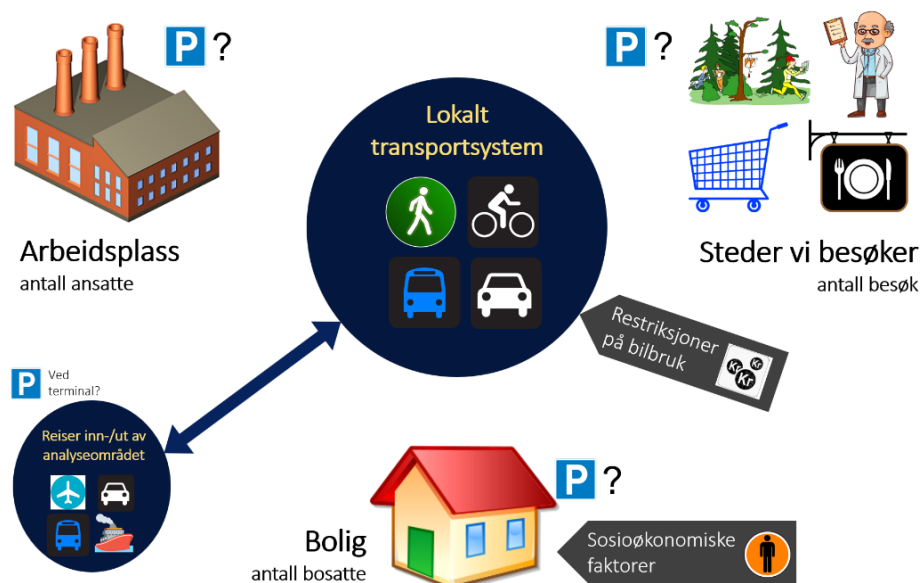 P ?
P ?
Lokalt
transportsystem
Arbeidsplass
antall ansatte
Steder vi besøker
antall besøk
Restriksjoner
på bilbruk
Kr
Kr
Kr
P Ved
terminal?
Reiser inn-/ut av
analyseområdet
P ?
Bolig
antall bosatte
Sosioøkonomiske
faktorer